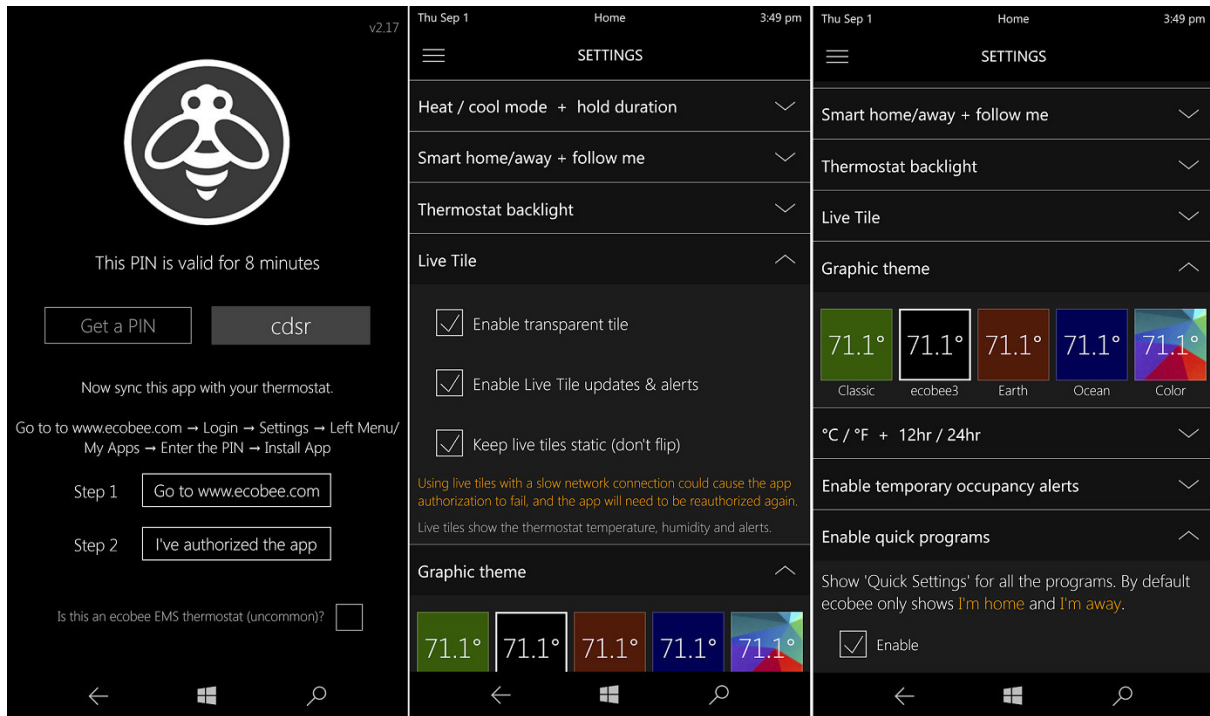 v2.17
This PIN is valid for 8 minutes
Get a PIN
cdsr
Now sync this app with your thermostat.
Go to to www.ecobee.com → Login → Settings → Left Menu/
My Apps → Enter the PIN → Install App
Step 1
Go to www.ecobee.com
Step 2
I've authorized the app
Is this an ecobee EMS thermostat (uncommon)?
Thu Sep 1 Home 3:49 pm
SETTINGS
Heat / cool mode + hold duration
Smart home/away + follow me
Thermostat backlight
Live Tile
Enable transparent tile
Enable Live Tile updates & alerts
Keep live tiles static (don't flip)
Using live tiles with a slow network connection could cause the app
authorization to fail, and the app will need to be reauthorized again.
Live tiles show the thermostat temperature, humidity and alerts.
Graphic theme
71.1° 71.1° 71.1° 71.1° 71.1°
Thu Sep 1 Home 3:49 pm
SETTINGS
Smart home/away + follow me
Thermostat backlight
Live Tile
Graphic theme
71.1° 71.1° 71.1° 71.1° 71.1°
Classic ecobee3 Earth Ocean Color
°C / °F + 12hr / 24hr
Enable temporary occupancy alerts
Enable quick programs
Show 'Quick Settings' for all the programs. By default
ecobee only shows I'm home and I'm away.
Enable